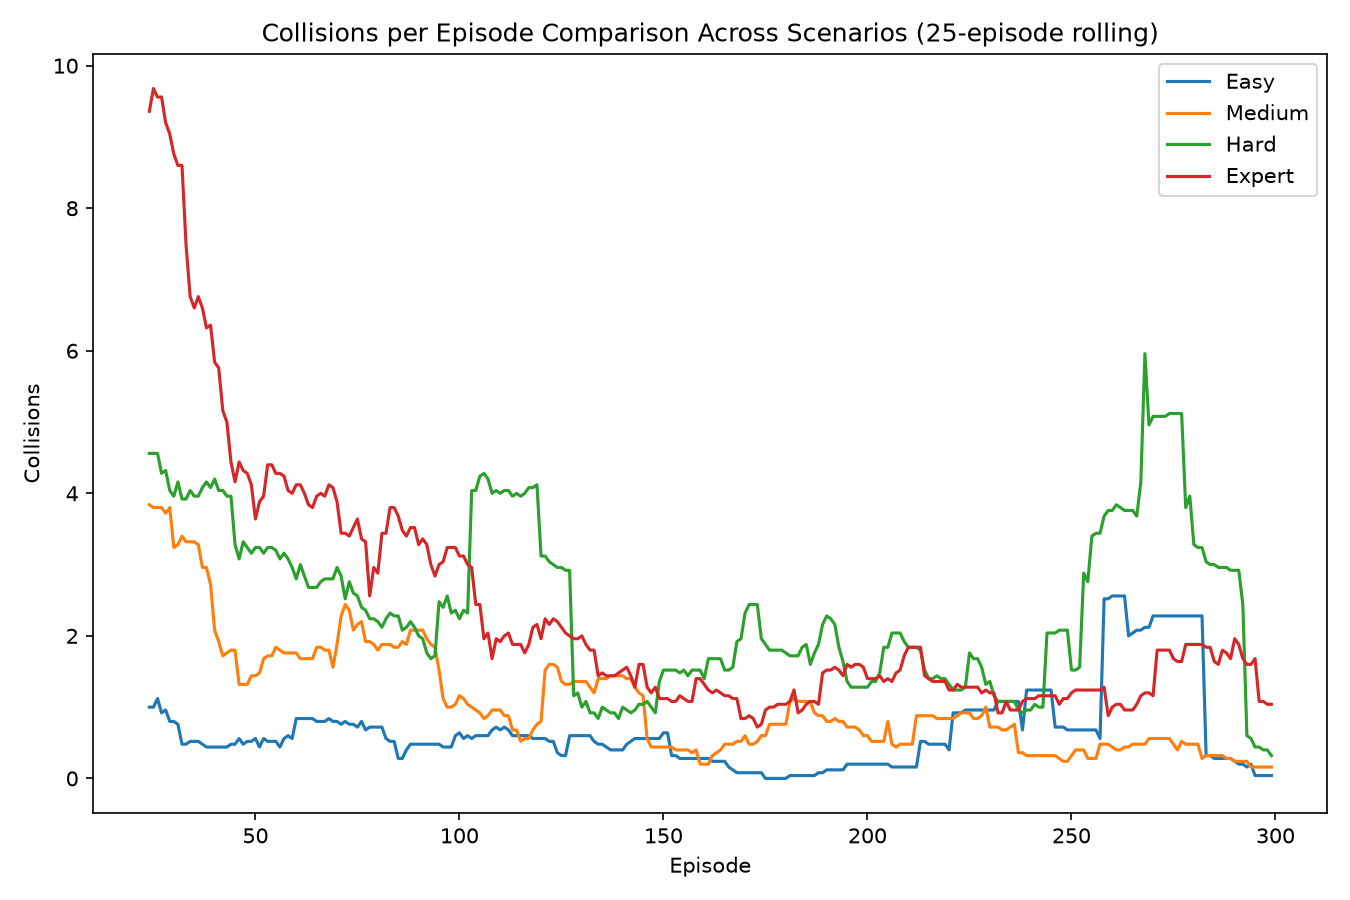 Collisions per Episode Comparison Across Scenarios (25-episode rolling)
Easy
Medium
Hard
Expert
Collisions
10
8
6
4
2
0
50
100
150
200
250
300
Episode